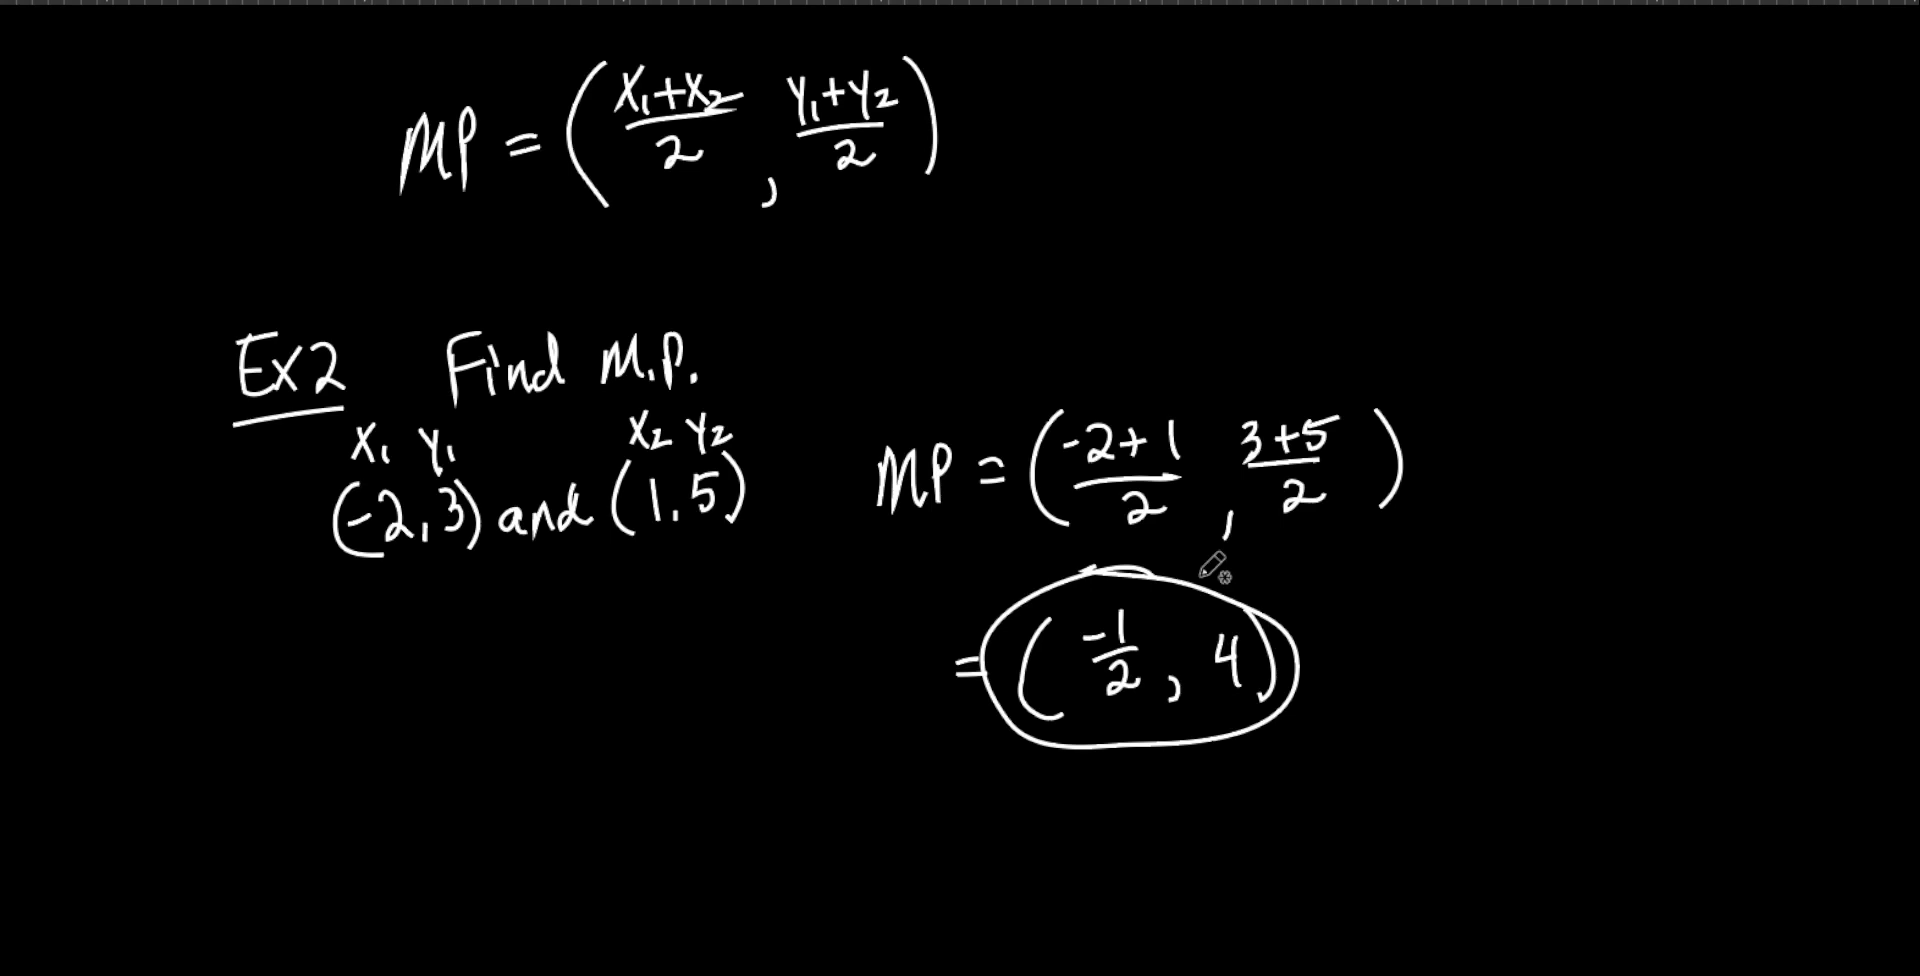 MP = (x₁+x₂/2, y₁+y₂/2)
Ex2 Find M.P.
x₁ y₁ x₂ y₂
(-2, 3) and (1, 5)
MP = (-2+1/2, 3+5/2)
= (-1/2, 4)